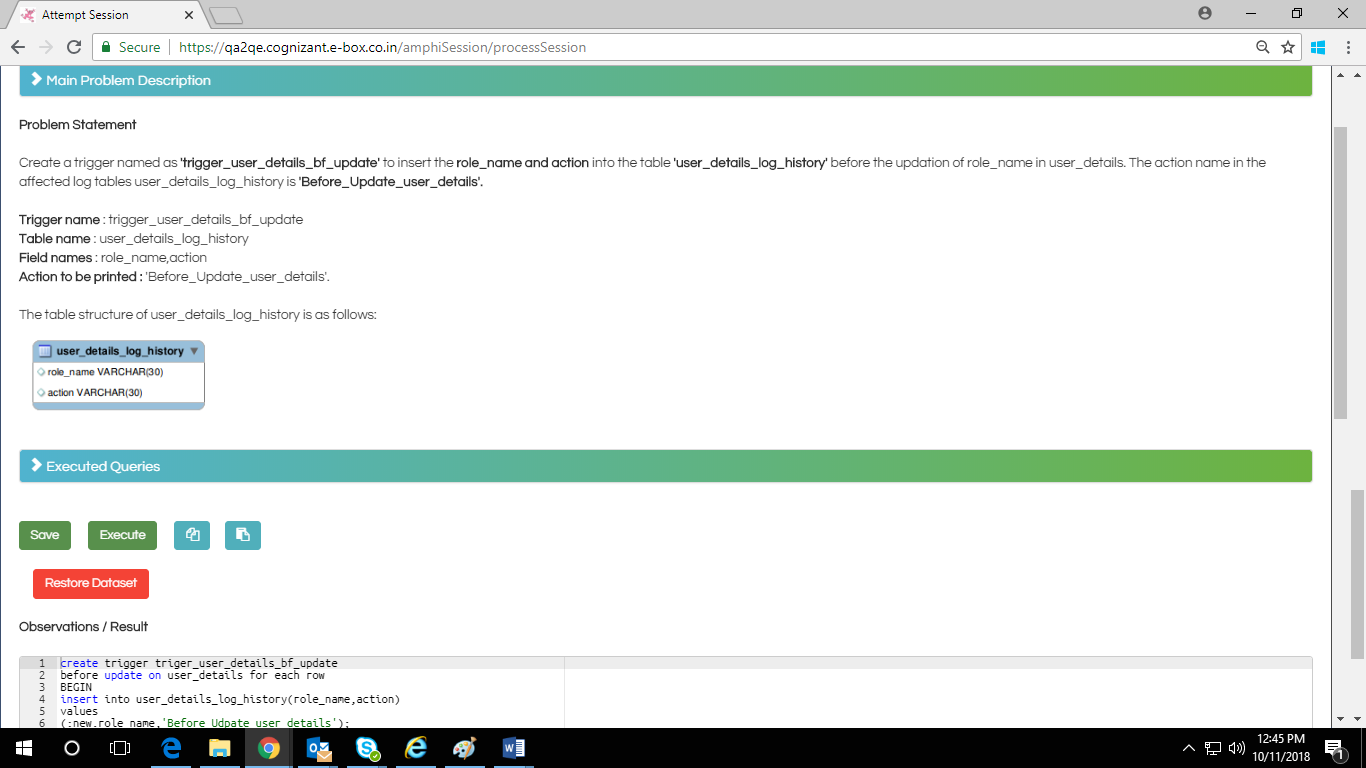 Attempt Session
Secure https://qa2qe.cognizant.e-box.co.in/amphiSession/processSession
Main Problem Description
Problem Statement
Create a trigger named as 'trigger_user_details_bf_update' to insert the role_name and action into the table 'user_details_log_history' before the updation of role_name in user_details. The action name in the
affected log tables user_details_log_history is 'Before_Update_user_details'.
Trigger name : trigger_user_details_bf_update
Table name : user_details_log_history
Field names : role_name,action
Action to be printed : 'Before_Update_user_details'.
The table structure of user_details_log_history is as follows:
user_details_log_history
role_name VARCHAR(30)
action VARCHAR(30)
Executed Queries
Save Execute
Restore Dataset
Observations / Result
1 create trigger triger_user_details_bf_update
2 before update on user_details for each row
3 BEGIN
4 insert into user_details_log_history(role_name,action)
5 values
6 (:new.role_name,'Before_Udpate_user_details');
12:45 PM
10/11/2018
1